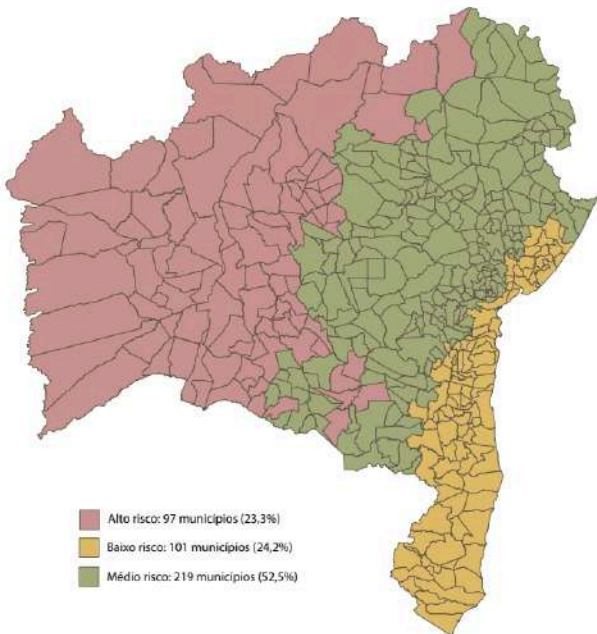 Alto risco: 97 municípios (23,3%)
Baixo risco: 101 municípios (24,2%)
Médio risco: 219 municípios (52,5%)